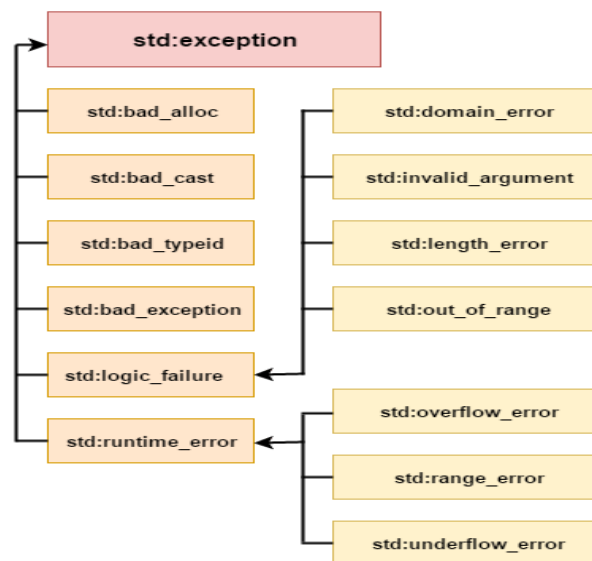 std:exception
std:bad_alloc
std:bad_cast
std:bad_typeid
std:bad_exception
std:logic_failure
std:runtime_error
std:domain_error
std:invalid_argument
std:length_error
std:out_of_range
std:overflow_error
std:range_error
std:underflow_error